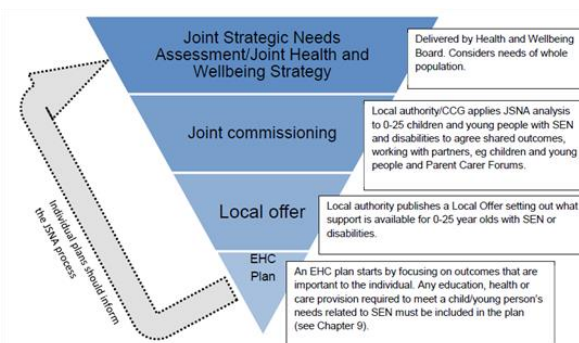 Joint Strategic Needs
Assessment/Joint Health and
Wellbeing Strategy
Delivered by Health and Wellbeing
Board. Considers needs of whole
population.
Joint commissioning
Local authority/CCG applies JSNA analysis
to 0-25 children and young people with SEN
and disabilities to agree shared outcomes,
working with partners, eg children and young
people and Parent Carer Forums.
Local offer
Local authority publishes a Local Offer setting out what
support is available for 0-25 year olds with SEN or
disabilities.
EHC
Plan
An EHC plan starts by focusing on outcomes that are
important to the individual. Any education, health or
care provision required to meet a child/young person's
needs related to SEN must be included in the plan
(see Chapter 9).
Individual plans should inform
the JSNA process